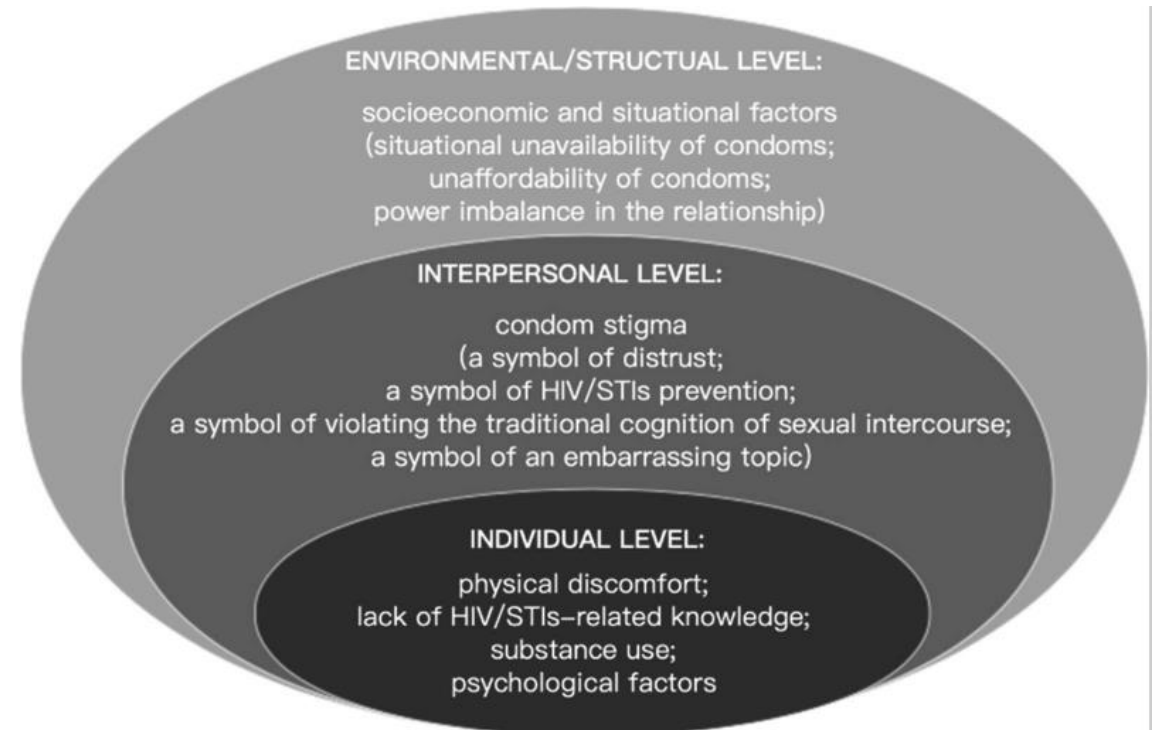 ENVIRONMENTAL/STRUCTUAL LEVEL:
socioeconomic and situational factors
(situational unavailability of condoms;
unaffordability of condoms;
power imbalance in the relationship)
INTERPERSONAL LEVEL:
condom stigma
(a symbol of distrust;
a symbol of HIV/STIs prevention;
a symbol of violating the traditional cognition of sexual intercourse;
a symbol of an embarrassing topic)
INDIVIDUAL LEVEL:
physical discomfort;
lack of HIV/STIs–related knowledge;
substance use;
psychological factors